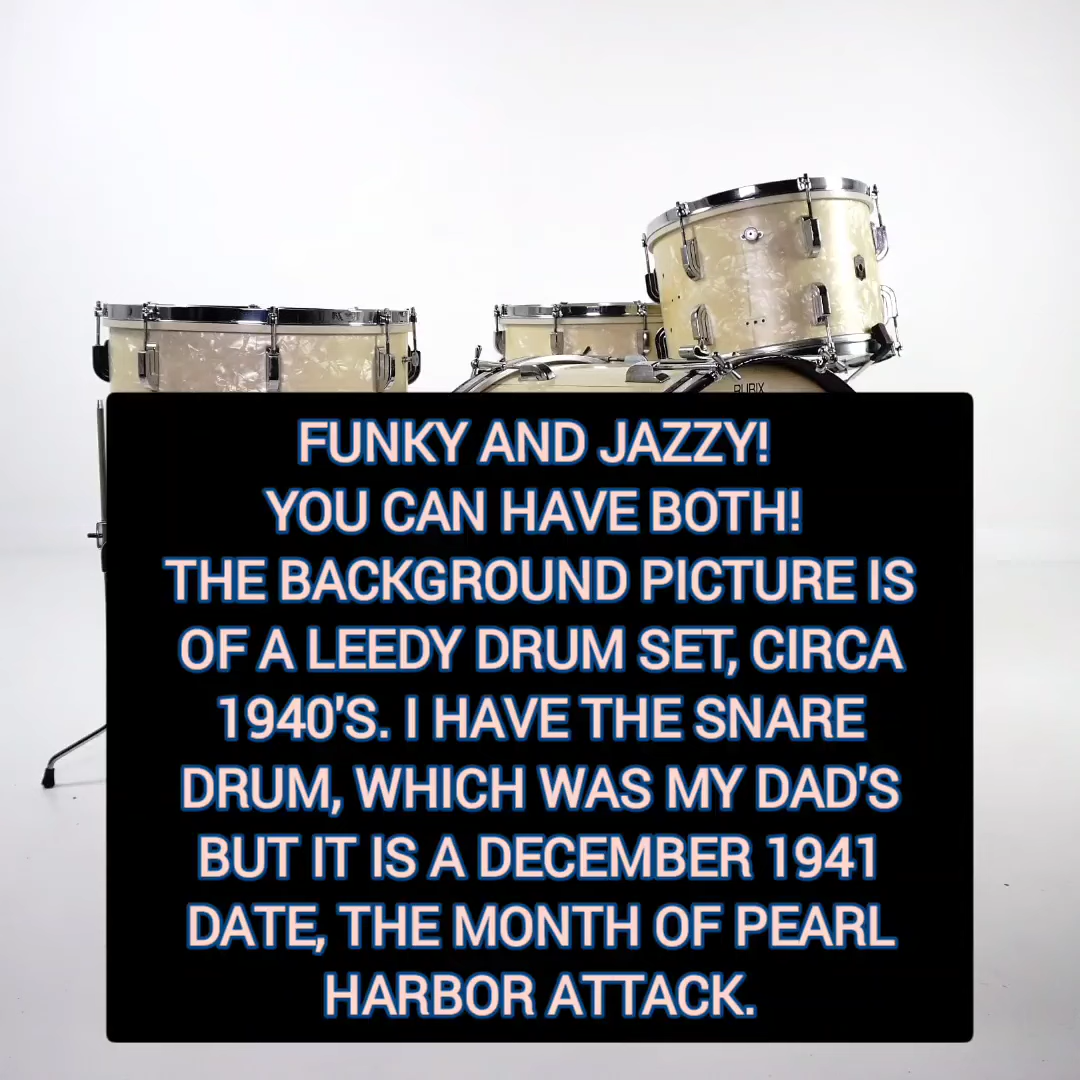 RUBIX
FUNKY AND JAZZY!
YOU CAN HAVE BOTH!
THE BACKGROUND PICTURE IS
OF A LEEDY DRUM SET, CIRCA
1940'S. I HAVE THE SNARE
DRUM, WHICH WAS MY DAD'S
BUT IT IS A DECEMBER 1941
DATE, THE MONTH OF PEARL
HARBOR ATTACK.